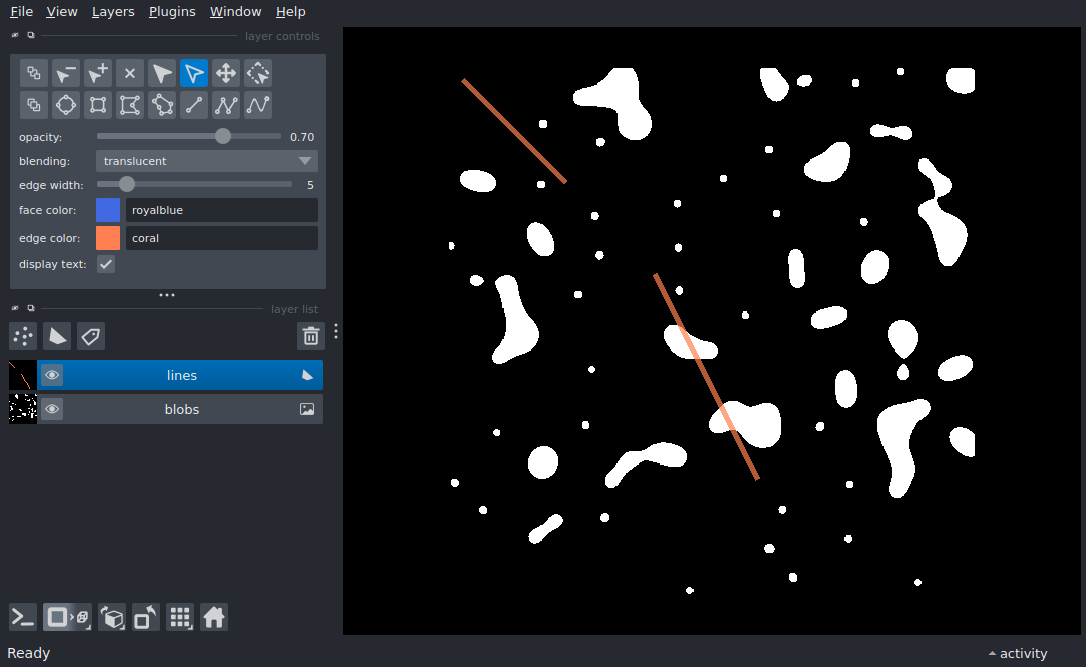 File View Layers Plugins Window Help
layer controls
opacity: 0.70
blending: translucent
edge width: 5
face color: royalblue
edge color: coral
display text:
layer list
lines
blobs
Ready activity